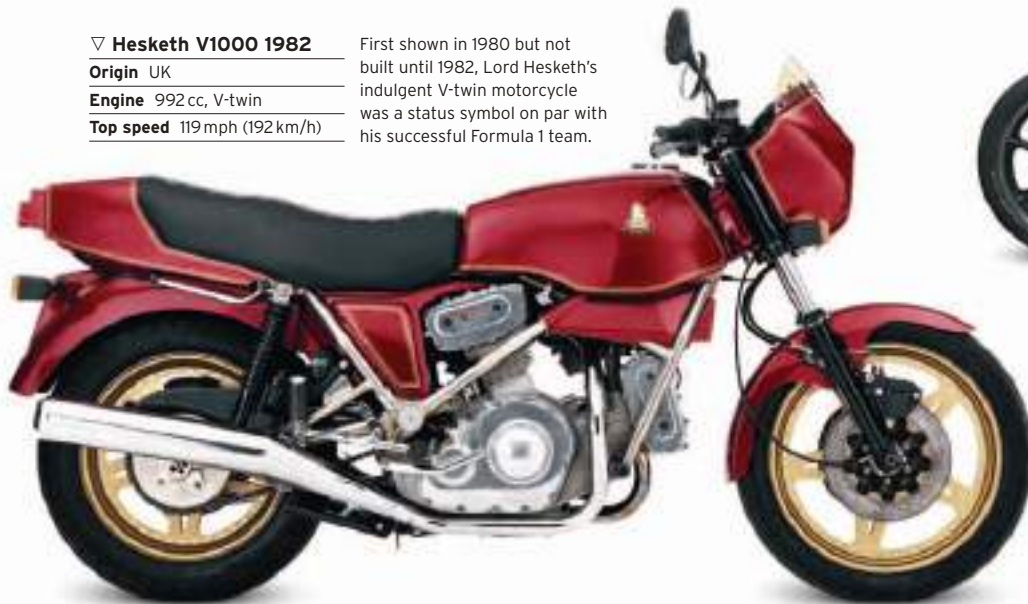 ▽ Hesketh V1000 1982
Origin UK
Engine 992 cc, V-twin
Top speed 119 mph (192 km/h)
First shown in 1980 but not
built until 1982, Lord Hesketh's
indulgent V-twin motorcycle
was a status symbol on par with
his successful Formula 1 team.